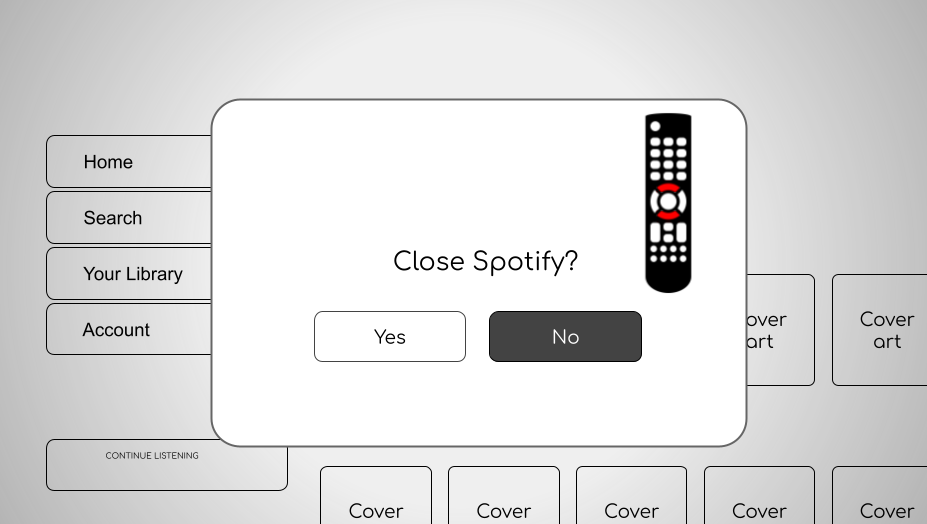 Home
Search
Your Library
Account
Close Spotify?
Yes
No
over
art
Cover
art
CONTINUE LISTENING
Cover
Cover
Cover
Cover
Cover